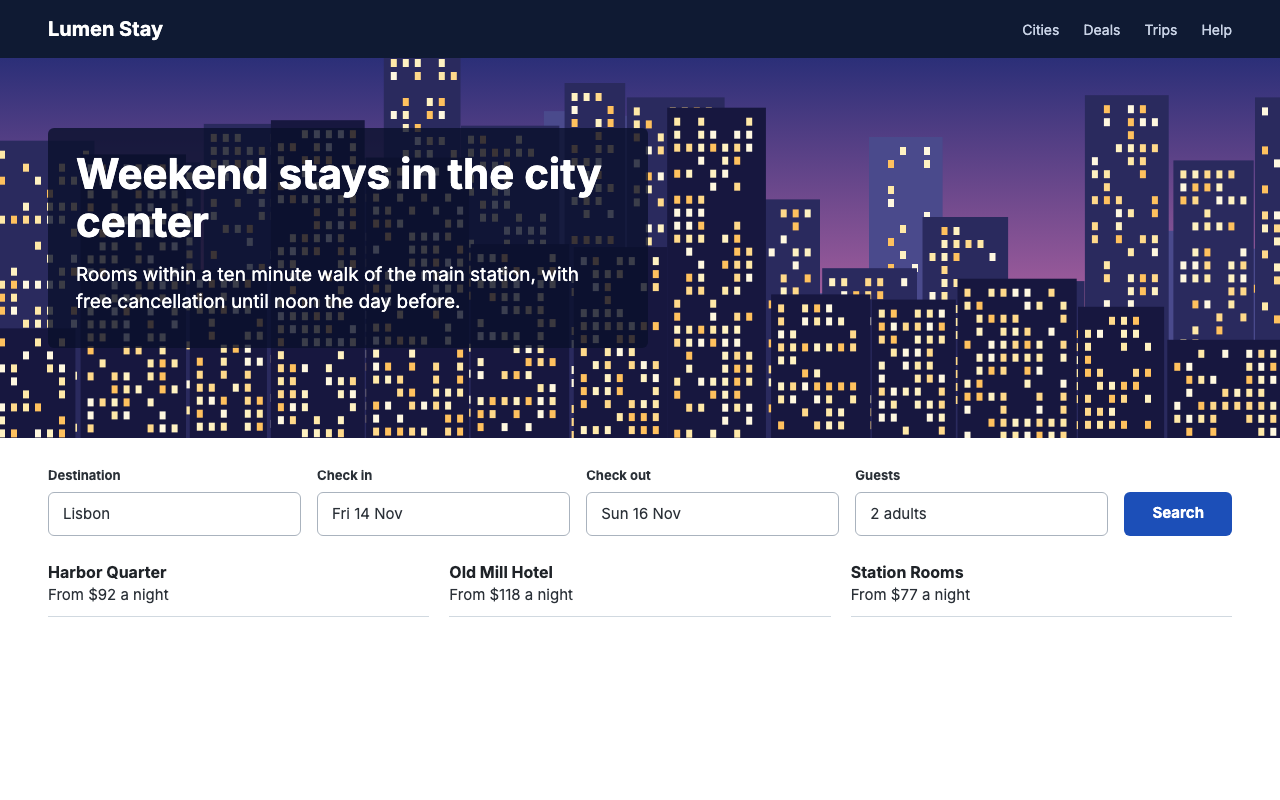 Lumen Stay
Cities Deals Trips Help
Weekend stays in the city
center
Rooms within a ten minute walk of the main station, with
free cancellation until noon the day before.
Destination Check in Check out Guests
Lisbon Fri 14 Nov Sun 16 Nov 2 adults Search
Harbor Quarter Old Mill Hotel Station Rooms
From $92 a night From $118 a night From $77 a night